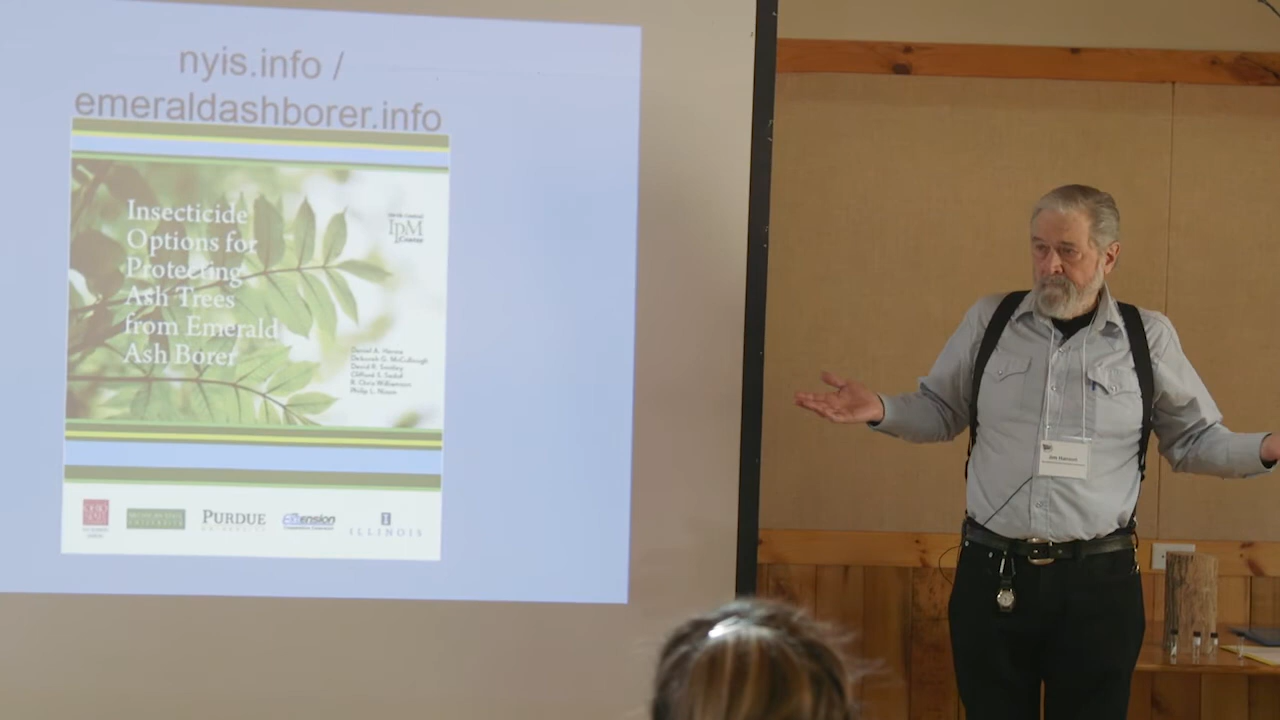 nyis.info /
emeraldashborer.info
Insecticide
Options for
Protecting
Ash Trees
from Emerald
Ash Borer
IPM
Center
Daniel A. Herms
Deborah G. McCullough
David R. Smitley
Clifford S. Sadof
R. Chris Williamson
Philip L. Nixon
PURDUE
Extension
ILLINOIS